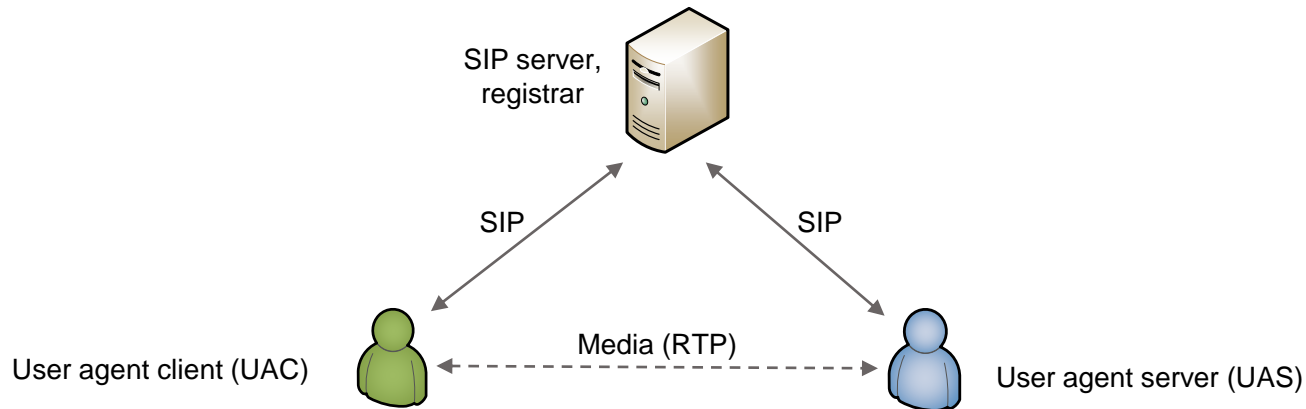 SIP server,
registrar
SIP
SIP
Media (RTP)
User agent client (UAC)
User agent server (UAS)